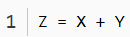 1 Z = X + Y